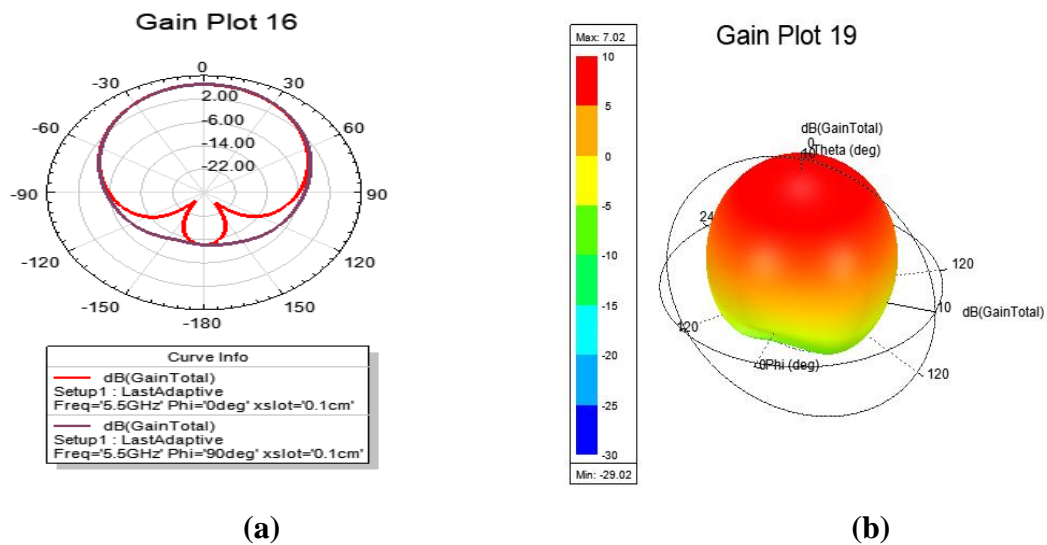 Gain Plot 16
0
-30
30
2.00
-6.00
-60
60
-14.00
-22.00
-90
90
-120
120
-150
150
-180
Curve Info
dB(GainTotal)
Setup1 : LastAdaptive
Freq='5.5GHz' Phi='0deg' xslot='0.1cm'
dB(GainTotal)
Setup1 : LastAdaptive
Freq='5.5GHz' Phi='90deg' xslot='0.1cm'
(a)
Max: 7.02
Gain Plot 19
10
5
0
-5
-10
-15
-20
-25
-30
Min: -29.02
dB(GainTotal)
0
10
Theta (deg)
24
120
10
dB(GainTotal)
120
-0Phi (deg)
120
(b)